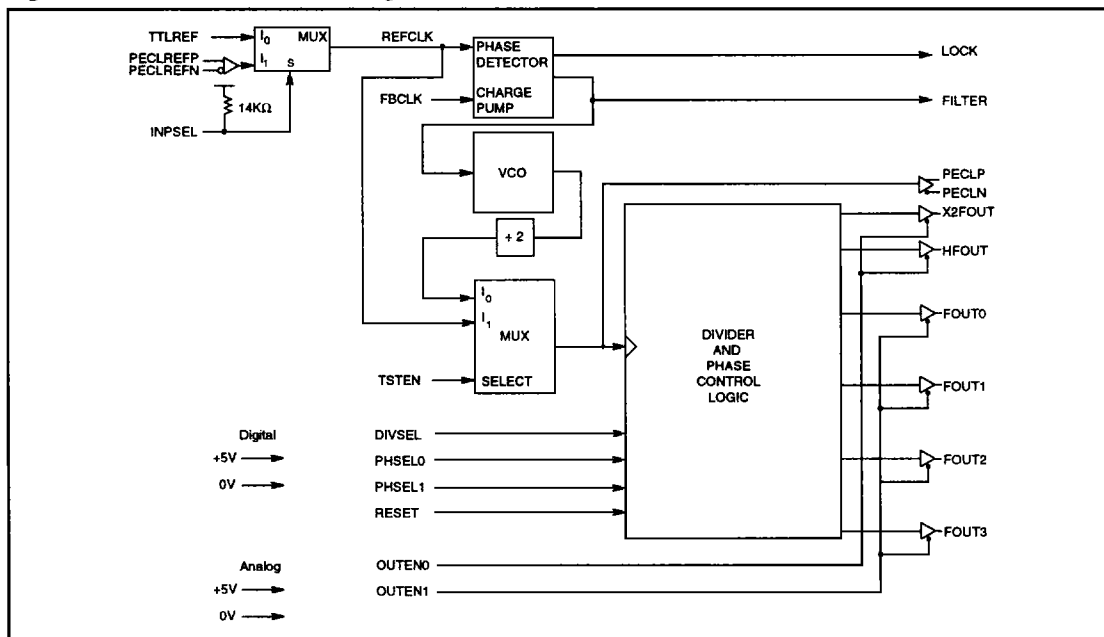 TTLREF
I0 MUX
REFCLK
PHASE
DETECTOR
LOCK
PECLREFP
PECLREFN
I1
S
14KΩ
FBCLK
CHARGE
PUMP
FILTER
INPSEL
VCO
PECLP
PECLN
X2FOUT
÷ 2
HFOUT
I0
I1
MUX
FOUT0
DIVIDER
AND
PHASE
CONTROL
LOGIC
TSTEN
SELECT
FOUT1
Digital
DIVSEL
+5V
PHSEL0
FOUT2
0V
PHSEL1
RESET
FOUT3
Analog
OUTEN0
+5V
OUTEN1
0V